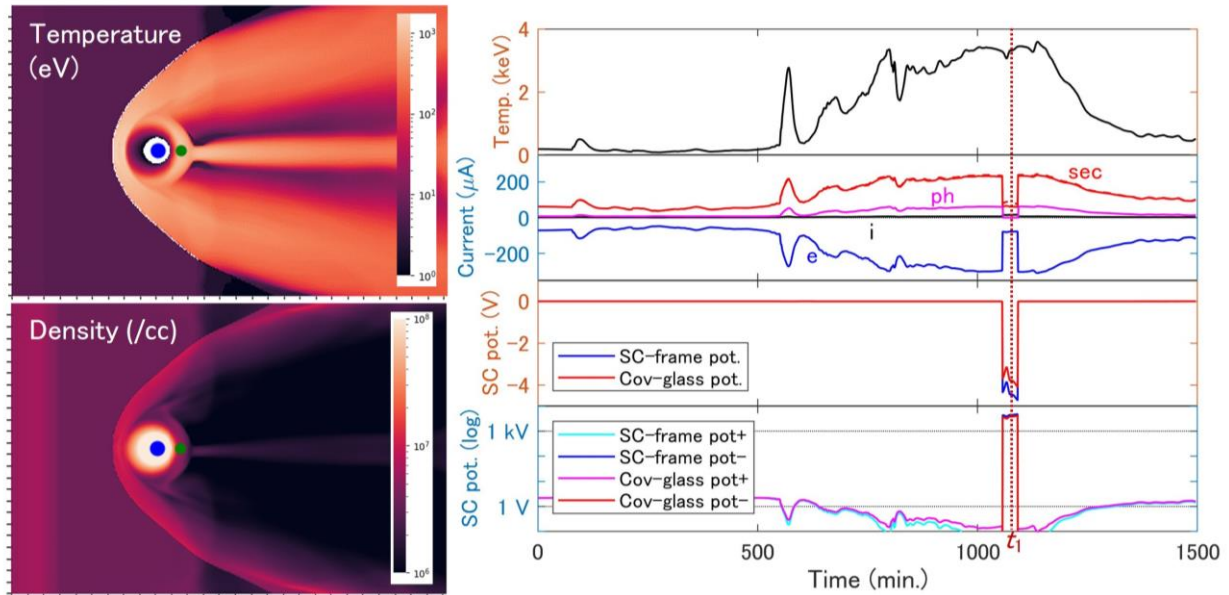 Temperature
(eV)
10³
10²
10¹
10⁰
Density (/cc)
10⁸
10⁷
10⁶
Temp. (keV)
4
2
0
Current (μA)
200
0
-200
sec
ph
i
e
SC pot. (V)
0
-2
-4
SC-frame pot.
Cov-glass pot.
SC pot. (log)
1 kV
1 V
SC-frame pot+
SC-frame pot-
Cov-glass pot+
Cov-glass pot-
0
500
1000
t₁
1500
Time (min.)